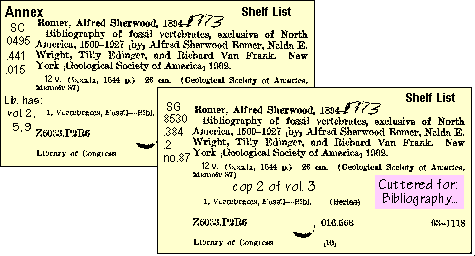 Annex Shelf List
SG Romer, Alfred Sherwood, 1894-1973
0495 Bibliography of fossil vertebrates, exclusive of North
.441 America, 1509-1927 by Alfred Sherwood Romer, Nelda E.
.015 Wright, Tilly Edinger, and Richard Van Frank. New
York, Geological Society of America, 1962.
12 v. (lxxxix, 1544 p.) 26 cm. (Geological Society of America.
Memoir 87)
Lib. has:
vol 2, 1. Vertebrates, Fossil—Bibl.
5, 9
Z6033.P2R6
Library of Congress
Shelf List
SG Romer, Alfred Sherwood, 1894-1973
8530 Bibliography of fossil vertebrates, exclusive of North
.384 America, 1509-1927 by Alfred Sherwood Romer, Nelda E.
.2 Wright, Tilly Edinger, and Richard Van Frank. New
no.87 York, Geological Society of America, 1962.
12 v. (lxxxix, 1544 p.) 26 cm. (Geological Society of America.
Memoir 87)
cop 2 of vol. 3
Cuttered for:
Bibliography...
1. Vertebrates, Fossil—Bibl. (Series)
Z6033.P2R6 016.566 63-1118
Library of Congress